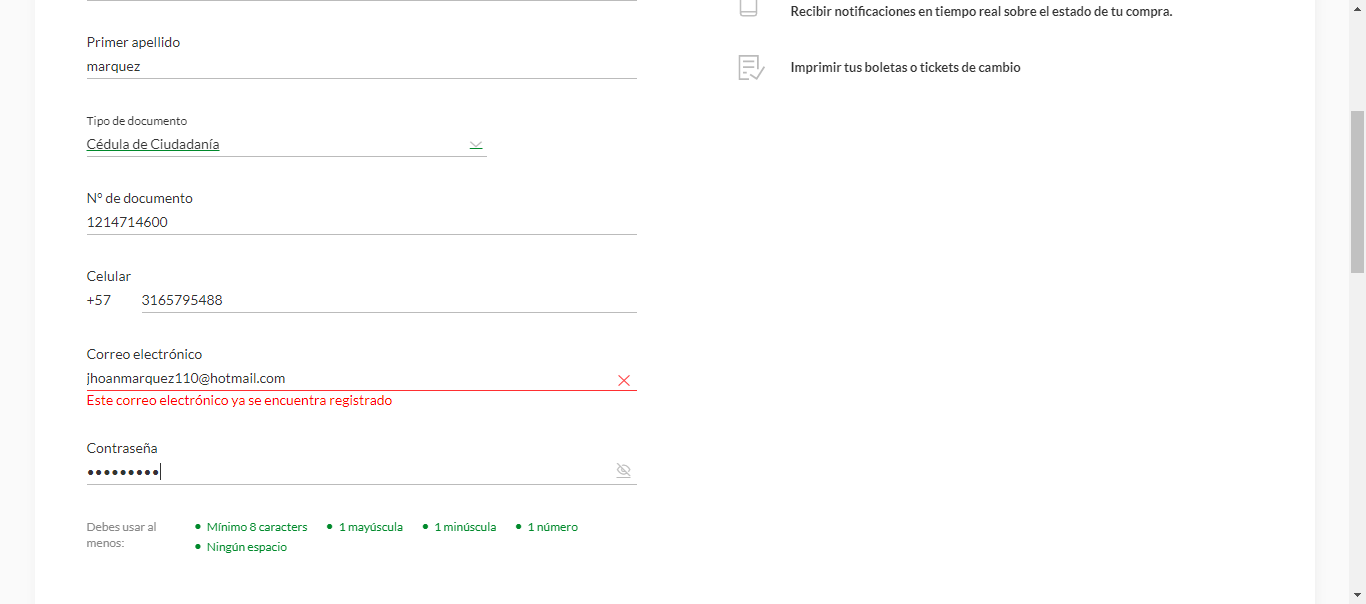 Recibir notificaciones en tiempo real sobre el estado de tu compra.
Imprimir tus boletas o tickets de cambio
Primer apellido
marquez
Tipo de documento
Cédula de Ciudadanía
N° de documento
1214714600
Celular
+57 3165795488
Correo electrónico
jhoanmarquez110@hotmail.com
Este correo electrónico ya se encuentra registrado
Contraseña
•••••••••
Debes usar al menos:
• Mínimo 8 caracters • 1 mayúscula • 1 minúscula • 1 número
• Ningún espacio